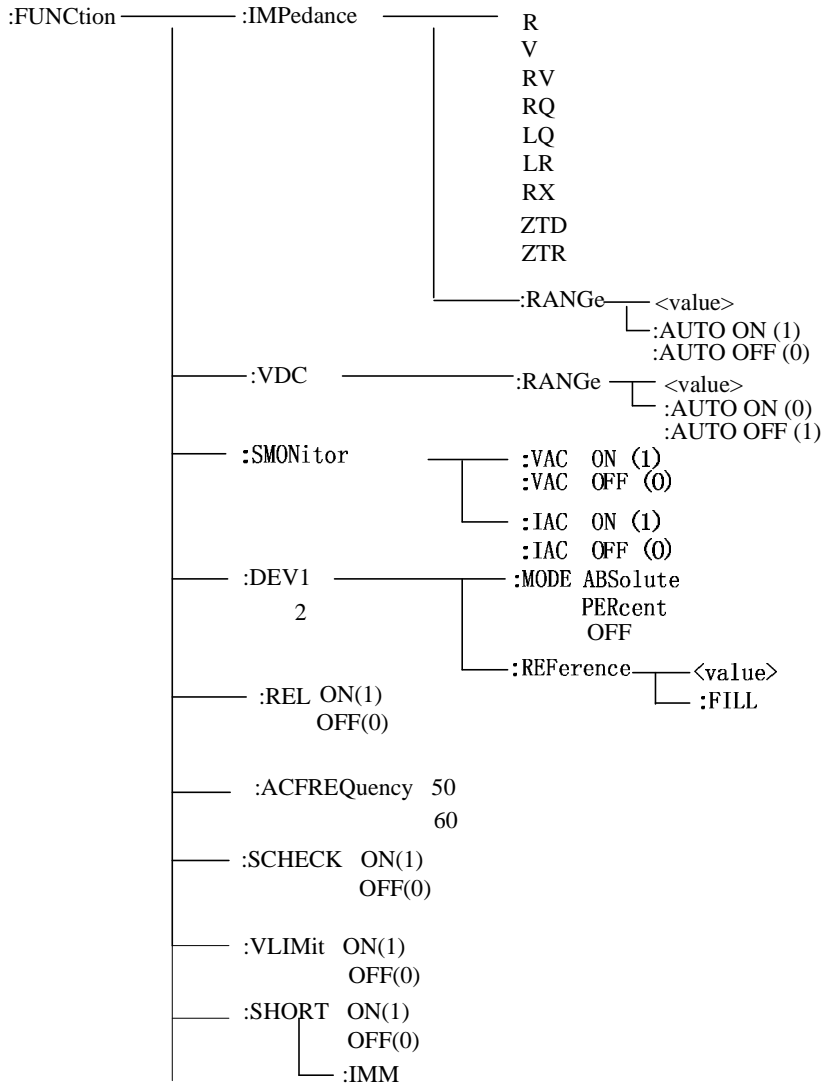 :FUNCtion :IMPedance R
V
RV
RQ
LQ
LR
RX
ZTD
ZTR
:RANGe <value>
:AUTO ON (1)
:AUTO OFF (0)
:VDC :RANGe <value>
:AUTO ON (0)
:AUTO OFF (1)
:SMONitor :VAC ON (1)
:VAC OFF (0)
:IAC ON (1)
:IAC OFF (0)
:DEV1 :MODE ABSolute
2 PERcent
OFF
:REFerence <value>
:FILL
:REL ON(1)
OFF(0)
:ACFREQuency 50
60
:SCHECK ON(1)
OFF(0)
:VLIMit ON(1)
OFF(0)
:SHORT ON(1)
OFF(0)
:IMM